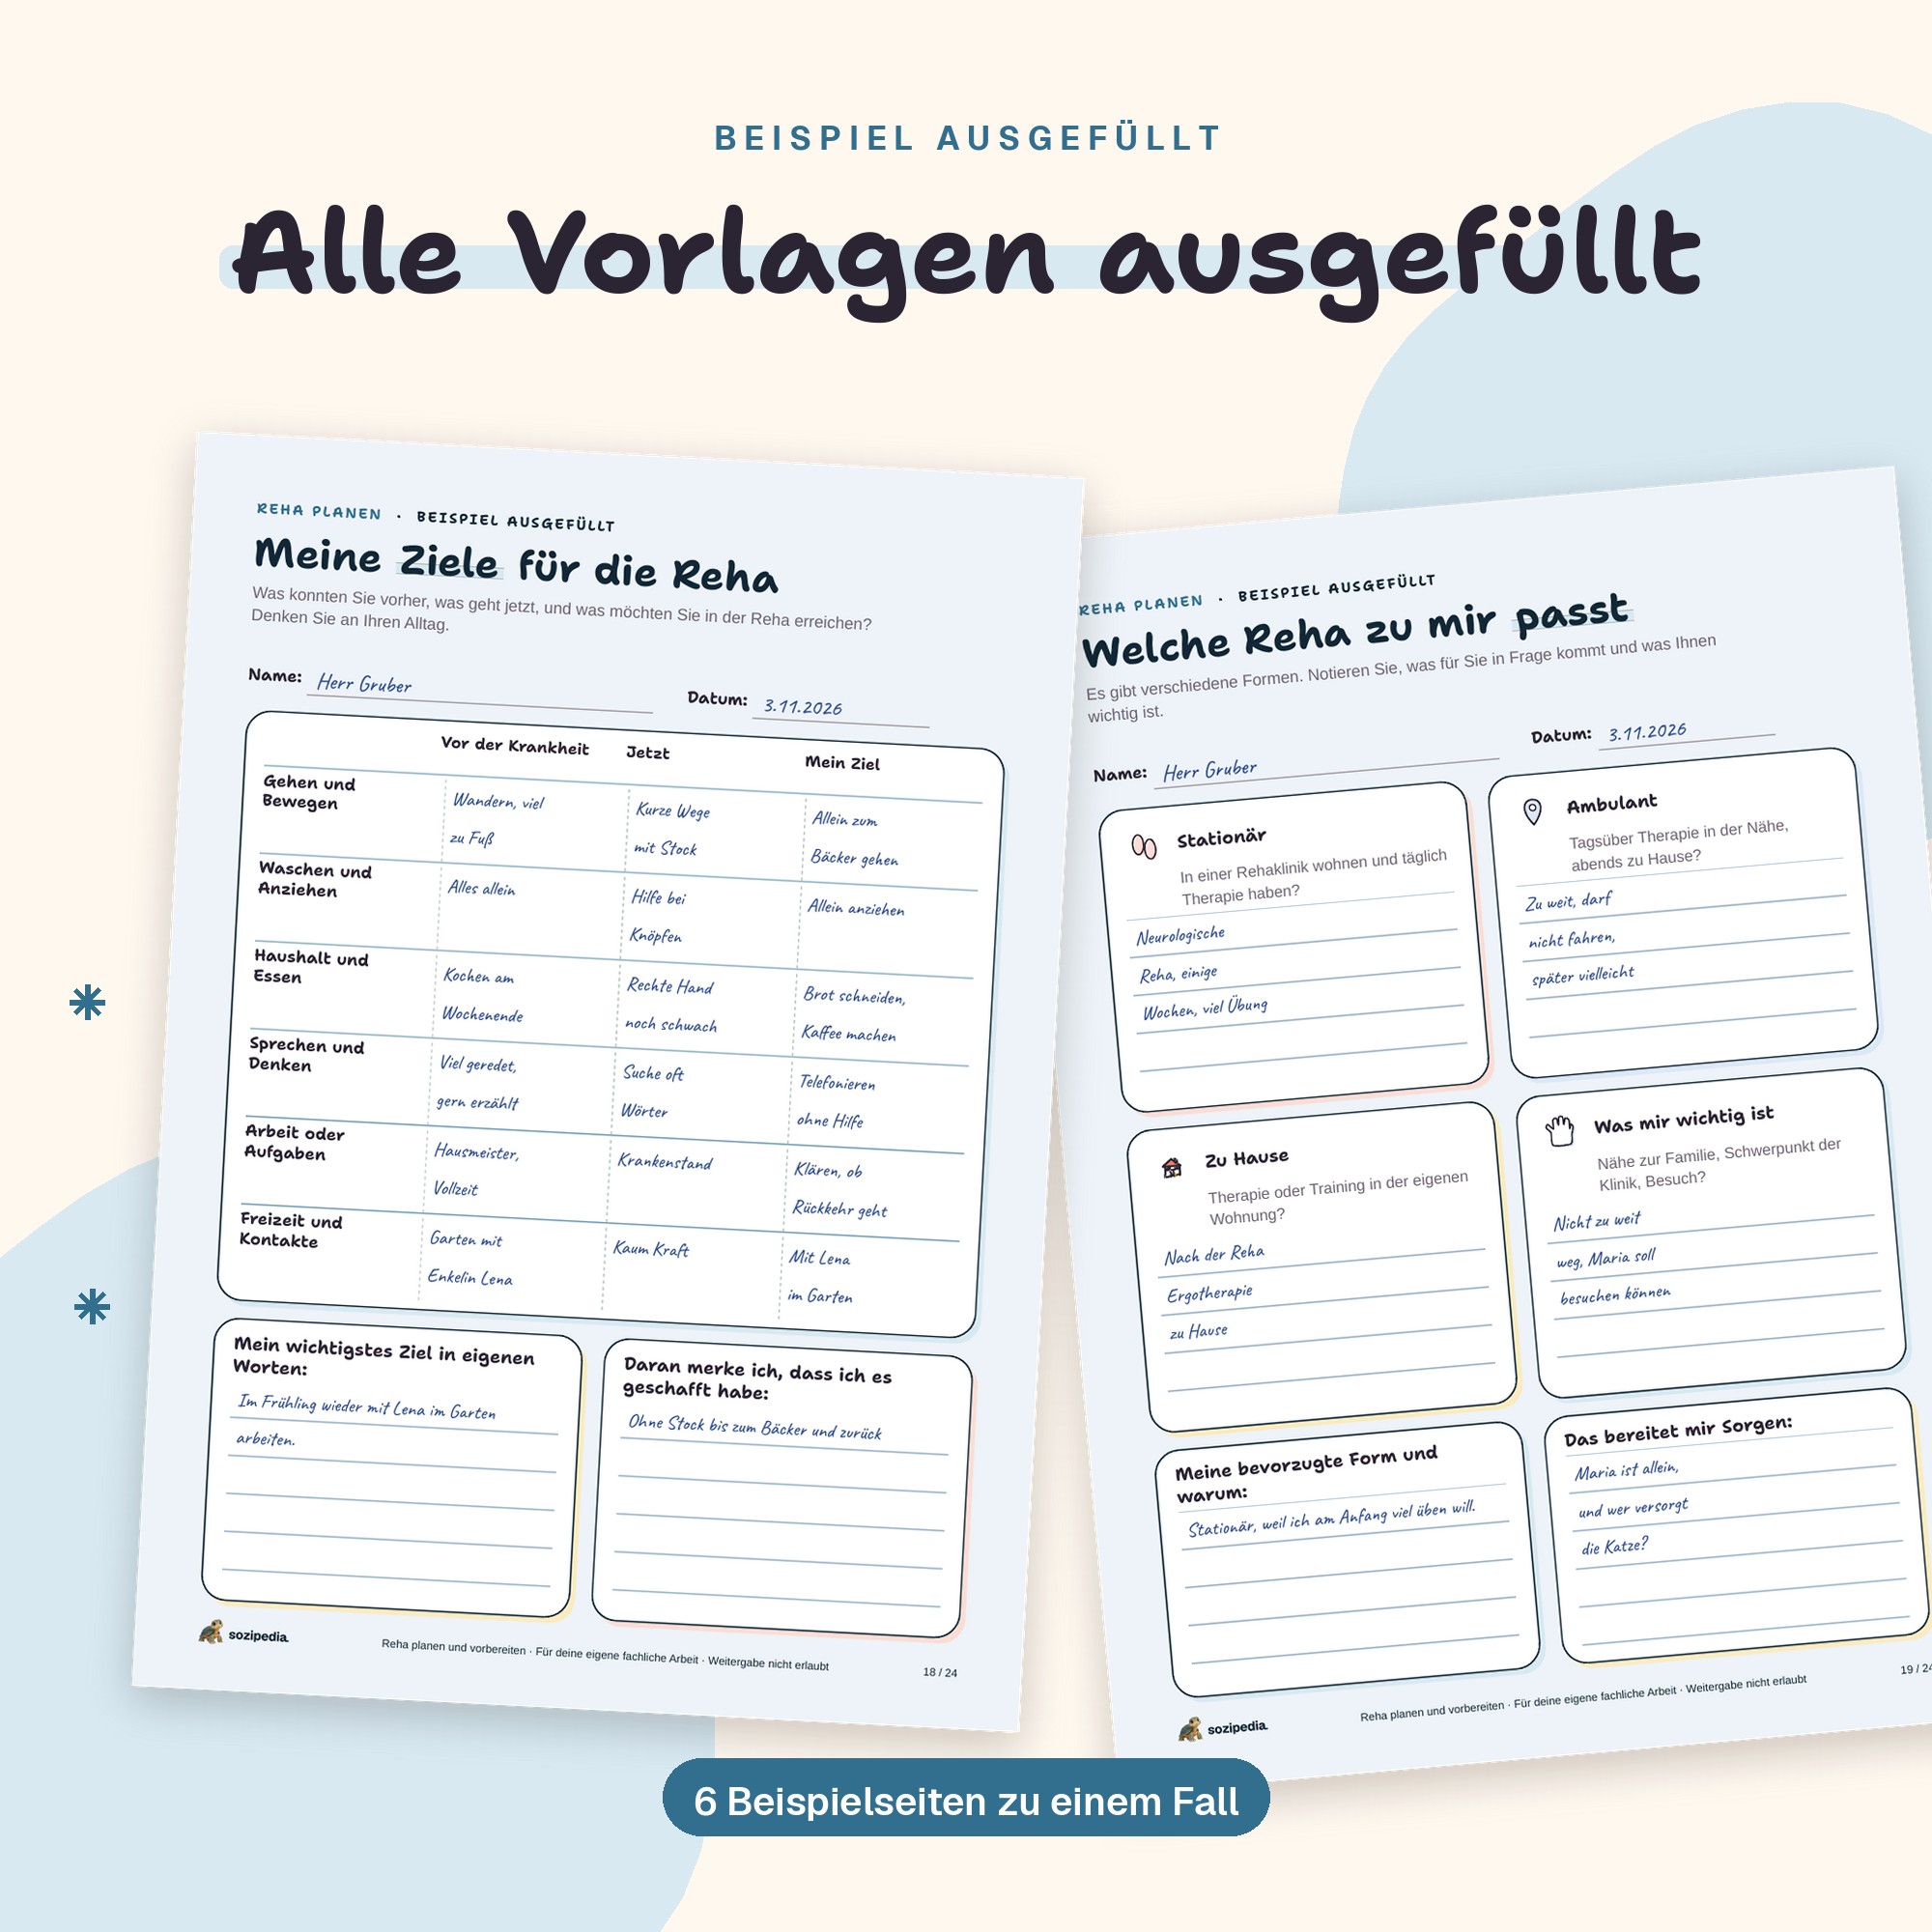 BEISPIEL AUSGEFÜLLT
Alle Vorlagen ausgefüllt
REHA PLANEN · BEISPIEL AUSGEFÜLLT
Meine Ziele für die Reha
Was konnten Sie vorher, was geht jetzt, und was möchten Sie in der Reha erreichen?
Denken Sie an Ihren Alltag.
Name: Herr Gruber Datum: 3.11.2026
Vor der Krankheit Jetzt Mein Ziel
Gehen und
Bewegen
Wandern, viel
zu Fuß
Kurze Wege
mit Stock
Allein zum
Bäcker gehen
Waschen und
Anziehen
Alles allein
Hilfe bei
Knöpfen
Allein anziehen
Haushalt und
Essen
Kochen am
Wochenende
Rechte Hand
noch schwach
Brot schneiden,
Kaffee machen
Sprechen und
Denken
Viel geredet,
gern erzählt
Suche oft
Wörter
Telefonieren
ohne Hilfe
Arbeit oder
Aufgaben
Hausmeister,
Vollzeit
Krankenstand
Klären, ob
Rückkehr geht
Freizeit und
Kontakte
Garten mit
Enkelin Lena
Kaum Kraft
Mit Lena
im Garten
Mein wichtigstes Ziel in eigenen
Worten:
Im Frühling wieder mit Lena im Garten
arbeiten.
Daran merke ich, dass ich es
geschafft habe:
Ohne Stock bis zum Bäcker und zurück
sozipedia.
Reha planen und vorbereiten · Für deine eigene fachliche Arbeit · Weitergabe nicht erlaubt
18 / 24
REHA PLANEN · BEISPIEL AUSGEFÜLLT
Welche Reha zu mir passt
Es gibt verschiedene Formen. Notieren Sie, was für Sie in Frage kommt und was Ihnen
wichtig ist.
Name: Herr Gruber Datum: 3.11.2026
Stationär
In einer Rehaklinik wohnen und täglich
Therapie haben?
Neurologische
Reha, einige
Wochen, viel Übung
Ambulant
Tagsüber Therapie in der Nähe,
abends zu Hause?
Zu weit, darf
nicht fahren,
später vielleicht
Zu Hause
Therapie oder Training in der eigenen
Wohnung?
Nach der Reha
Ergotherapie
zu Hause
Was mir wichtig ist
Nähe zur Familie, Schwerpunkt der
Klinik, Besuch?
Nicht zu weit
weg, Maria soll
besuchen können
Meine bevorzugte Form und
warum:
Stationär, weil ich am Anfang viel üben will.
Das bereitet mir Sorgen:
Maria ist allein,
und wer versorgt
die Katze?
sozipedia.
Reha planen und vorbereiten · Für deine eigene fachliche Arbeit · Weitergabe nicht erlaubt
19 / 24
6 Beispielseiten zu einem Fall